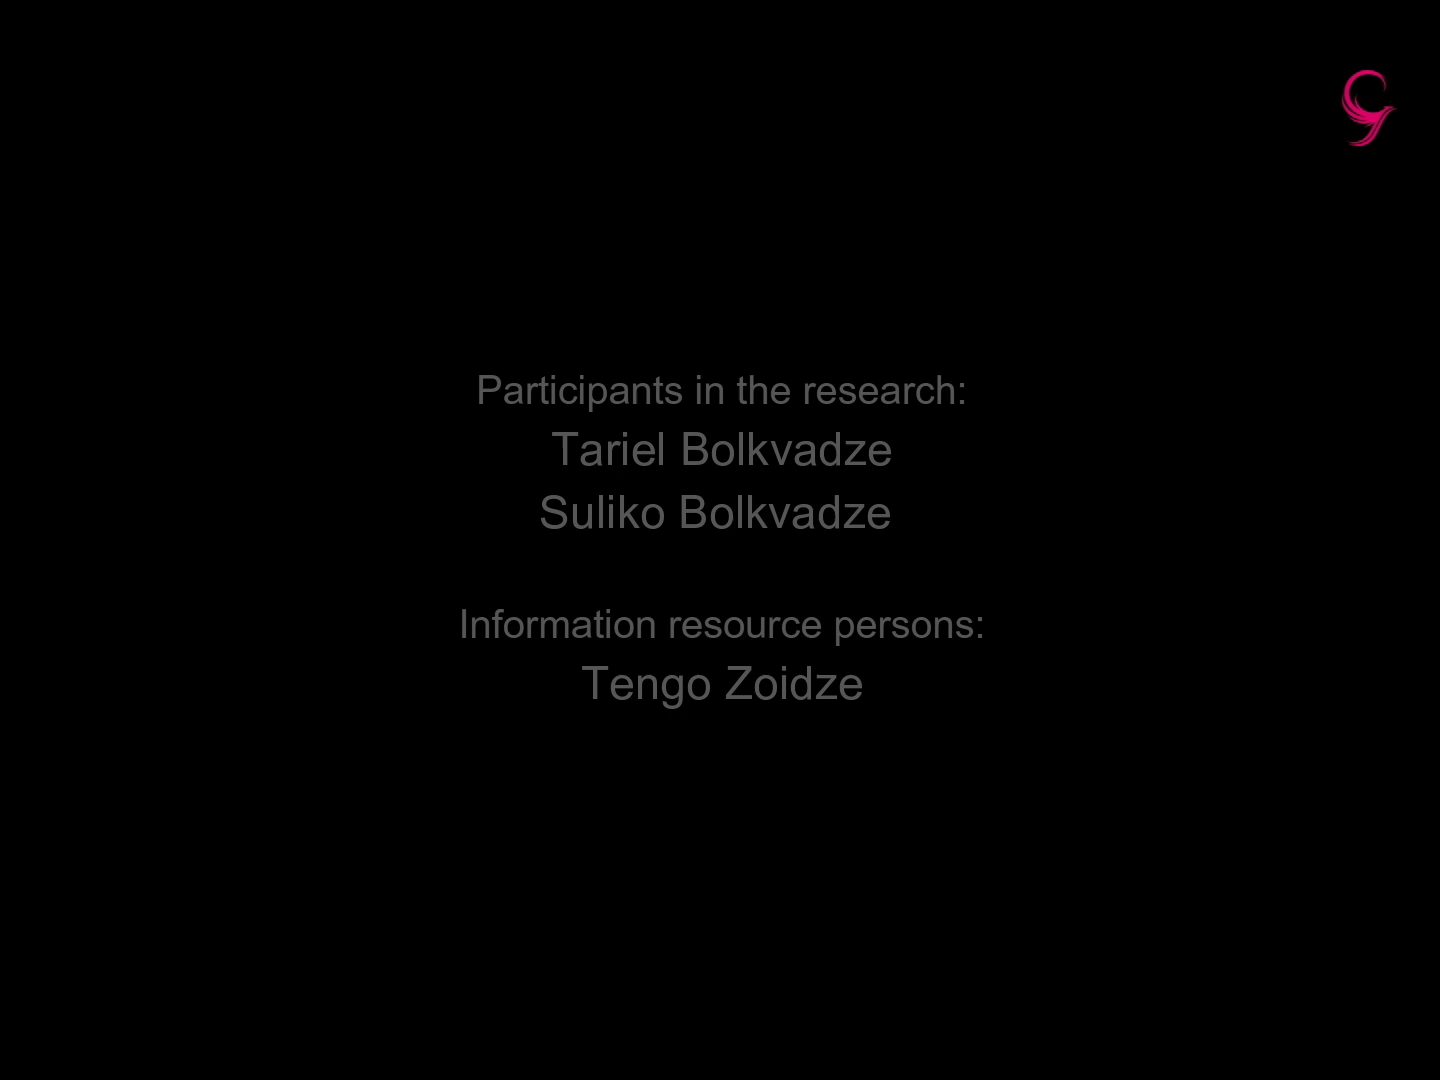 Participants in the research:
Tariel Bolkvadze
Suliko Bolkvadze
Information resource persons:
Tengo Zoidze